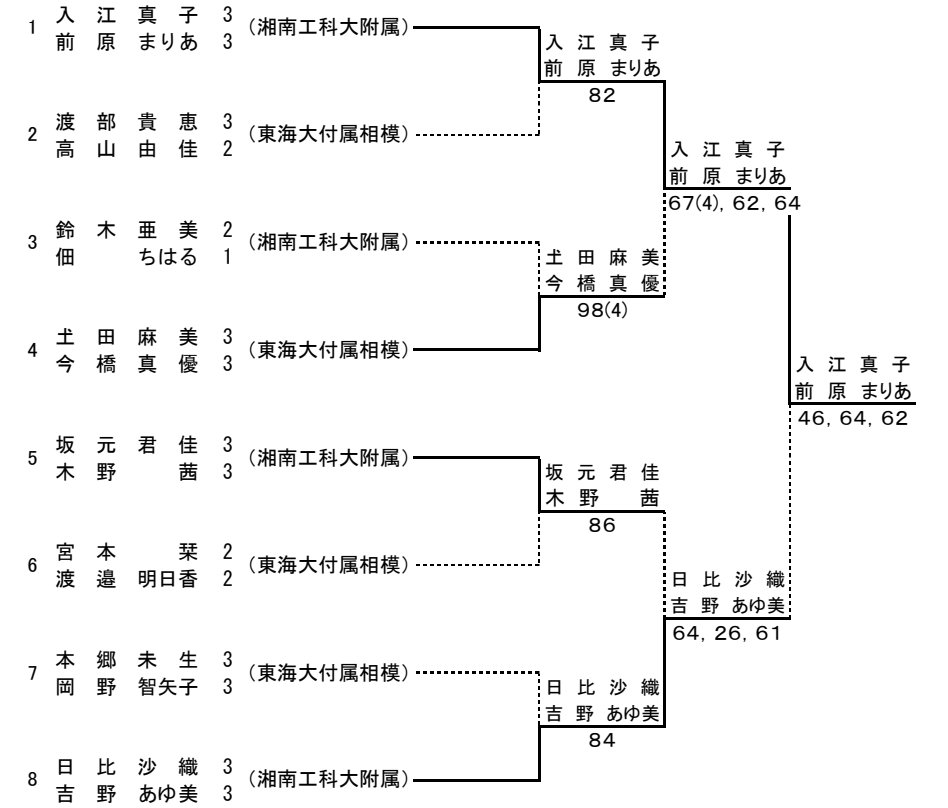 1 入江真子 3 (湘南工科大附属)
前原まりあ 3
入江真子
前原まりあ
82
2 渡部貴恵 3 (東海大付属相模)
高山由佳 2
入江真子
前原まりあ
67(4), 62, 64
3 鈴木亜美 2 (湘南工科大附属)
佃ちはる 1
圡田麻美
今橋真優
98(4)
4 圡田麻美 3 (東海大付属相模)
今橋真優 3
入江真子
前原まりあ
46, 64, 62
5 坂元君佳 3 (湘南工科大附属)
木野茜 3
坂元君佳
木野茜
86
6 宮本栞 2 (東海大付属相模)
渡邉明日香 2
日比沙織
吉野あゆ美
64, 26, 61
7 本郷未生 3 (東海大付属相模)
岡野智矢子 3
日比沙織
吉野あゆ美
84
8 日比沙織 3 (湘南工科大附属)
吉野あゆ美 3